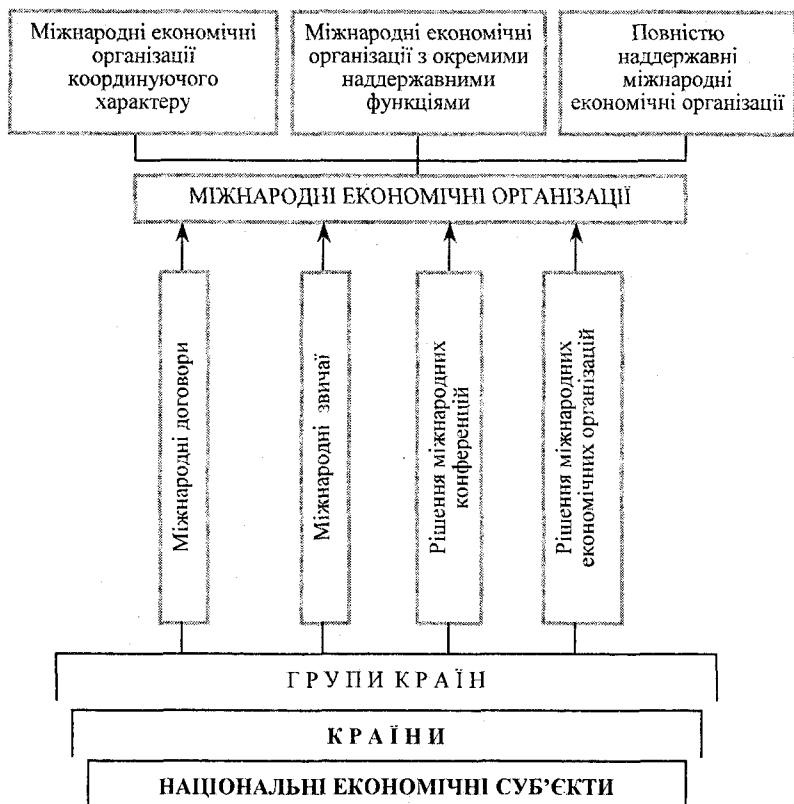 Міжнародні економічні
організації
координуючого
характеру
Міжнародні економічні
організації з окремими
наддержавними
функціями
Повністю
наддержавні
міжнародні
економічні організації
МІЖНАРОДНІ ЕКОНОМІЧНІ ОРГАНІЗАЦІЇ
Міжнародні договори
Міжнародні звичаї
Рішення міжнародних
конференцій
Рішення міжнародних
економічних організацій
ГРУПИ КРАЇН
КРАЇНИ
НАЦІОНАЛЬНІ ЕКОНОМІЧНІ СУБ’ЄКТИ